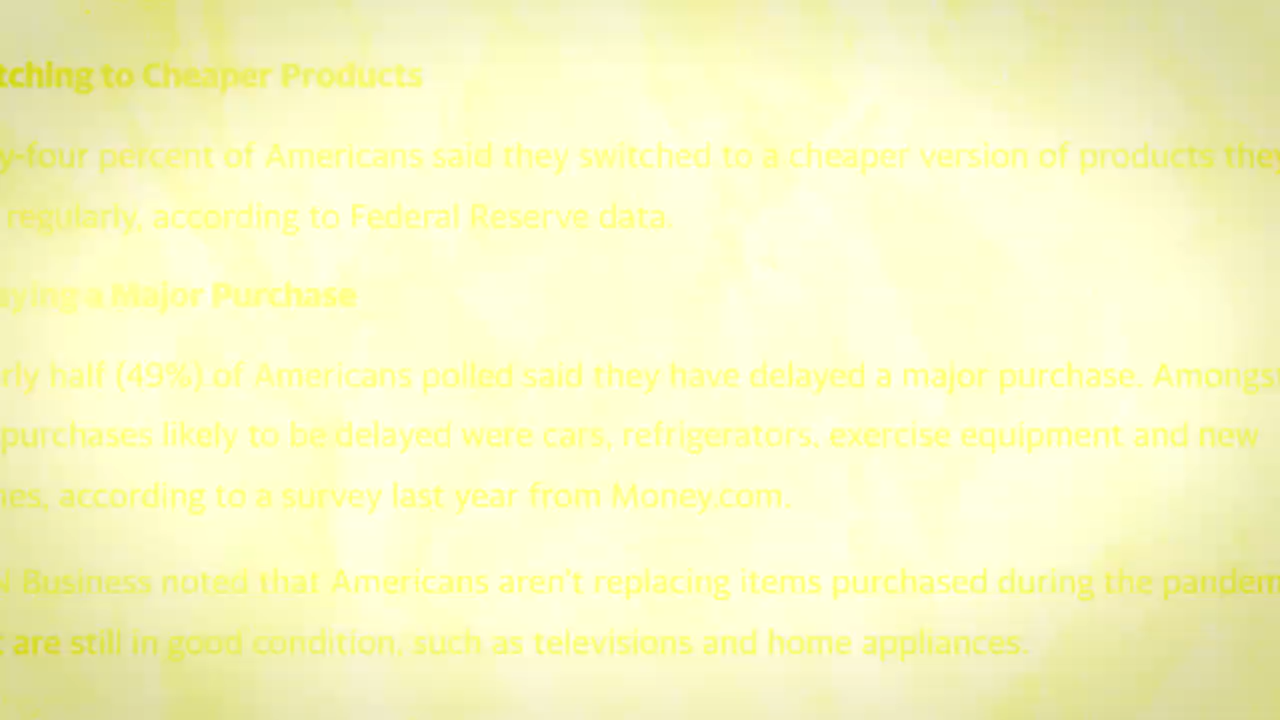 tching to Cheaper Products
y-four percent of Americans said they switched to a cheaper version of products they
regularly, according to Federal Reserve data.
aying a Major Purchase
rly half (49%) of Americans polled said they have delayed a major purchase. Amongst
purchases likely to be delayed were cars, refrigerators, exercise equipment and new
nes, according to a survey last year from Money.com.
N Business noted that Americans aren't replacing items purchased during the pandem
t are still in good condition, such as televisions and home appliances.